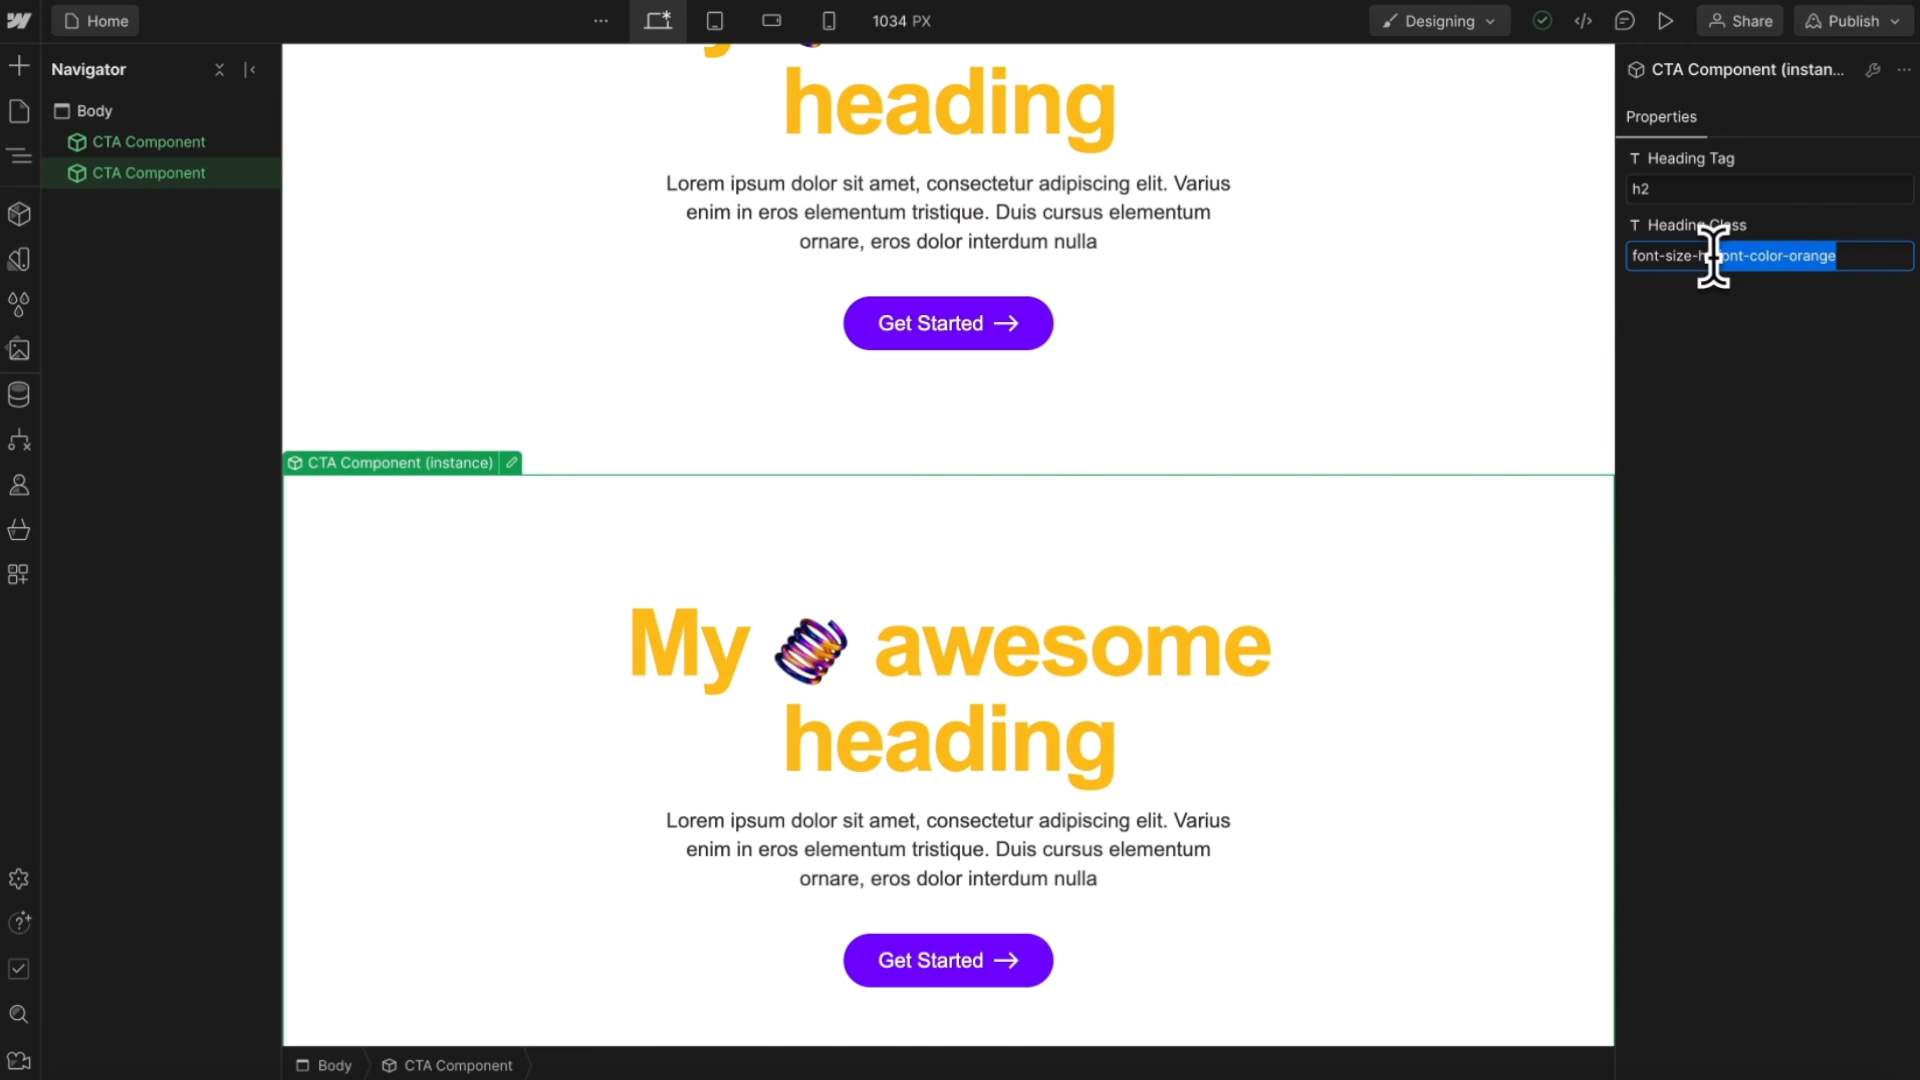 Home
1034 PX
Designing
Share
Publish
Navigator
Body
CTA Component
CTA Component
heading
Lorem ipsum dolor sit amet, consectetur adipiscing elit. Varius
enim in eros elementum tristique. Duis cursus elementum
ornare, eros dolor interdum nulla
Get Started →
CTA Component (instance)
My awesome
heading
Lorem ipsum dolor sit amet, consectetur adipiscing elit. Varius
enim in eros elementum tristique. Duis cursus elementum
ornare, eros dolor interdum nulla
Get Started →
Body
CTA Component
CTA Component (instan...
Properties
Heading Tag
h2
Heading Class
font-color-orange